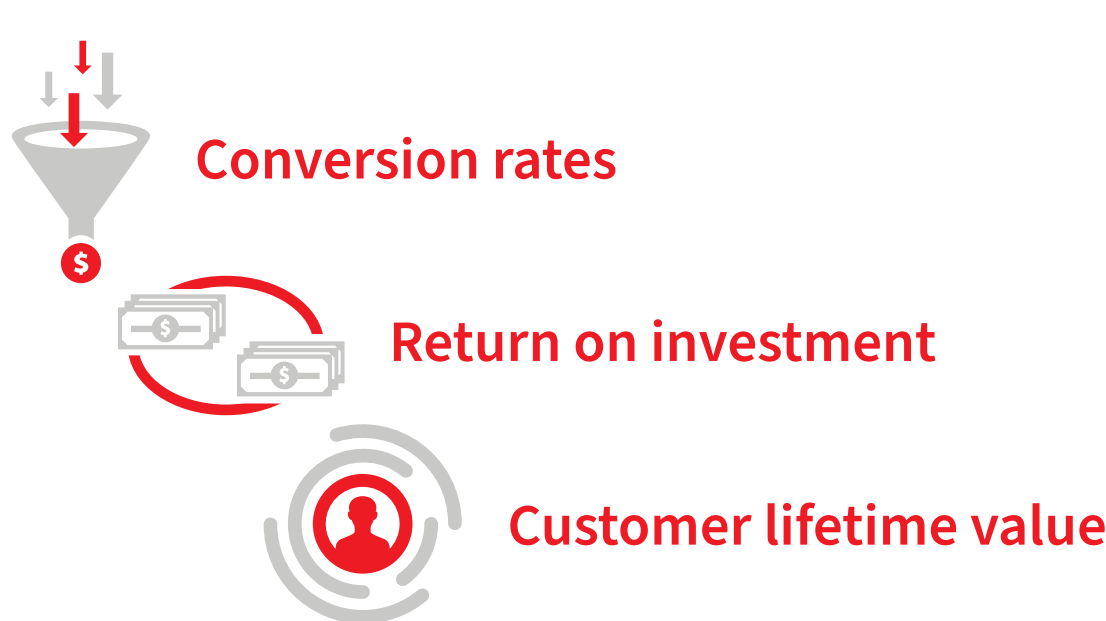 Conversion rates
$
$
Return on investment
$
Customer lifetime value